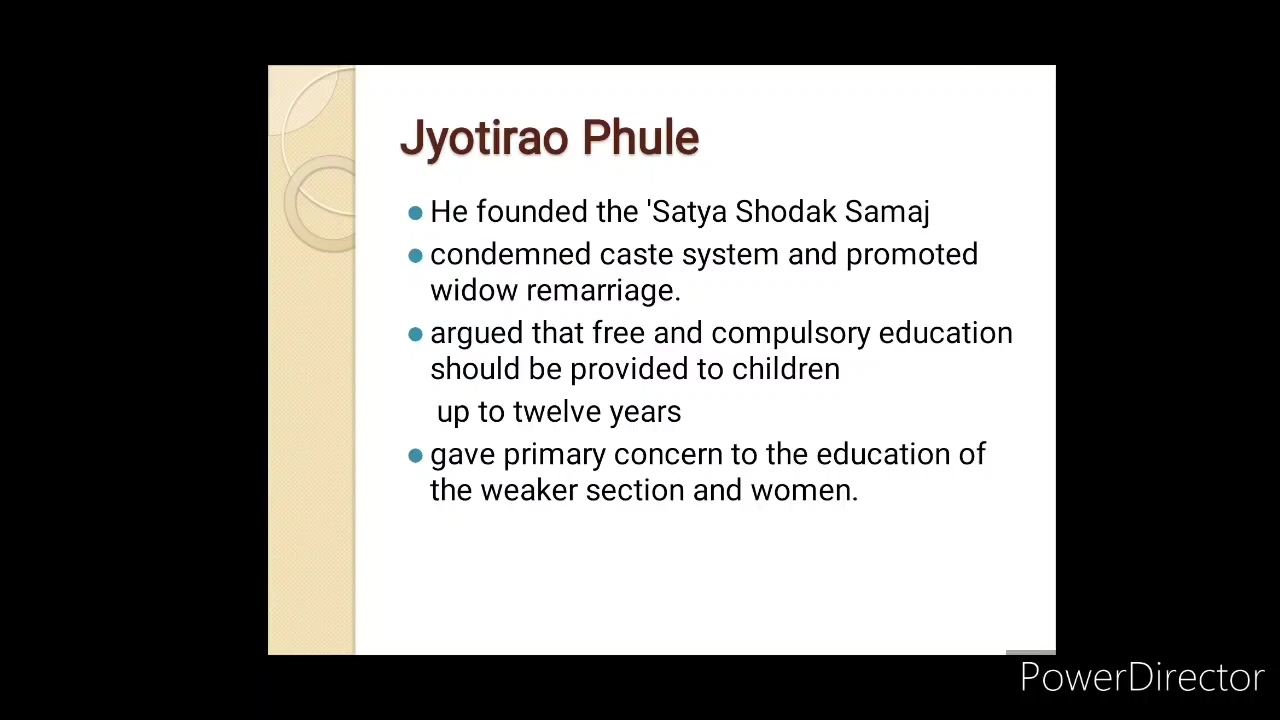 Jyotirao Phule
He founded the 'Satya Shodak Samaj
condemned caste system and promoted
widow remarriage.
argued that free and compulsory education
should be provided to children
up to twelve years
gave primary concern to the education of
the weaker section and women.
PowerDirector